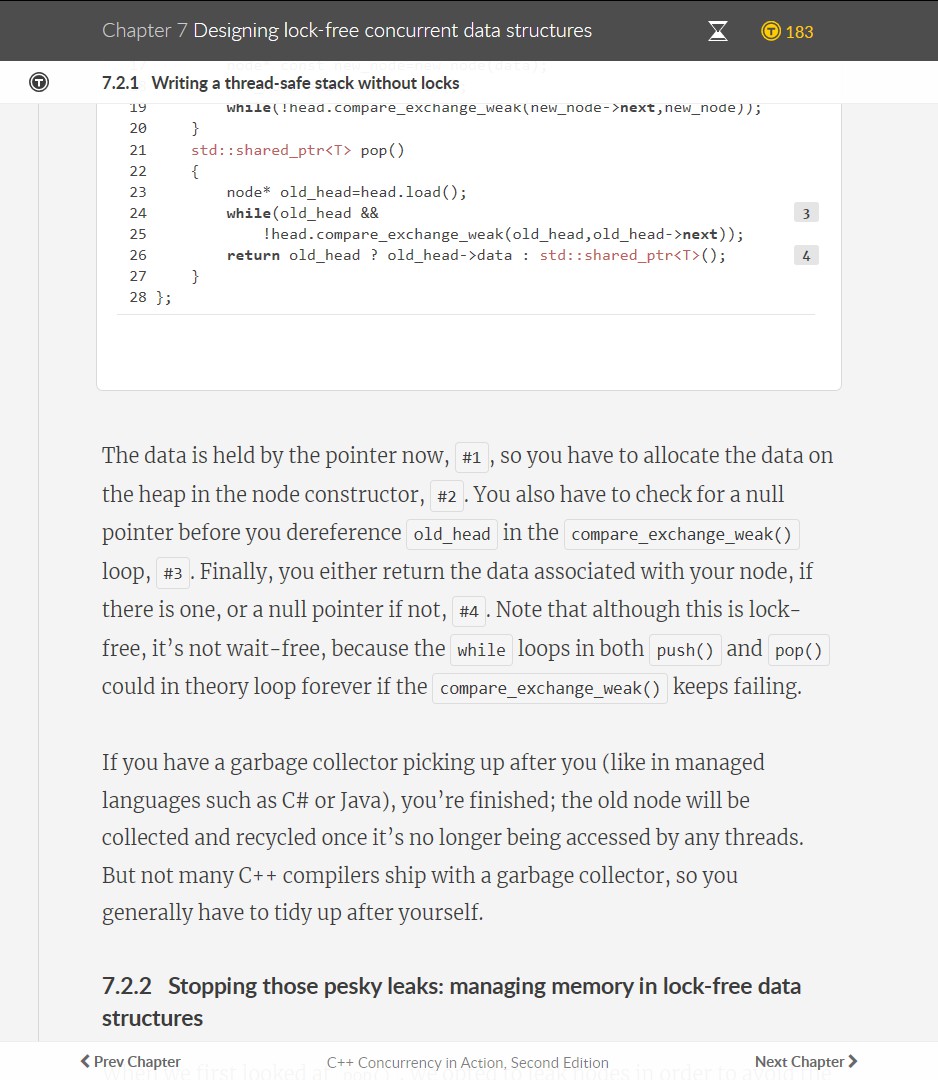 Chapter 7 Designing lock-free concurrent data structures
183
7.2.1 Writing a thread-safe stack without locks
19 while(!head.compare_exchange_weak(new_node->next,new_node));
20 }
21 std::shared_ptr<T> pop()
22 {
23 node* old_head=head.load();
24 while(old_head && 3
25 !head.compare_exchange_weak(old_head,old_head->next));
26 return old_head ? old_head->data : std::shared_ptr<T>(); 4
27 }
28 };
The data is held by the pointer now, #1, so you have to allocate the data on
the heap in the node constructor, #2. You also have to check for a null
pointer before you dereference old_head in the compare_exchange_weak()
loop, #3. Finally, you either return the data associated with your node, if
there is one, or a null pointer if not, #4. Note that although this is lock-
free, it’s not wait-free, because the while loops in both push() and pop()
could in theory loop forever if the compare_exchange_weak() keeps failing.
If you have a garbage collector picking up after you (like in managed
languages such as C# or Java), you’re finished; the old node will be
collected and recycled once it’s no longer being accessed by any threads.
But not many C++ compilers ship with a garbage collector, so you
generally have to tidy up after yourself.
7.2.2 Stopping those pesky leaks: managing memory in lock-free data
structures
Prev Chapter
C++ Concurrency in Action, Second Edition
Next Chapter